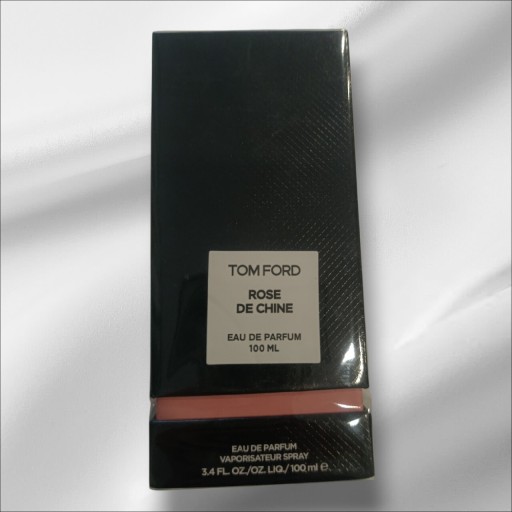 TOM FORD
ROSE
DE CHINE
EAU DE PARFUM
100 ML
EAU DE PARFUM
VAPORISATEUR SPRAY
3.4 FL. OZ./OZ. LIQ./ 100 ml ℮